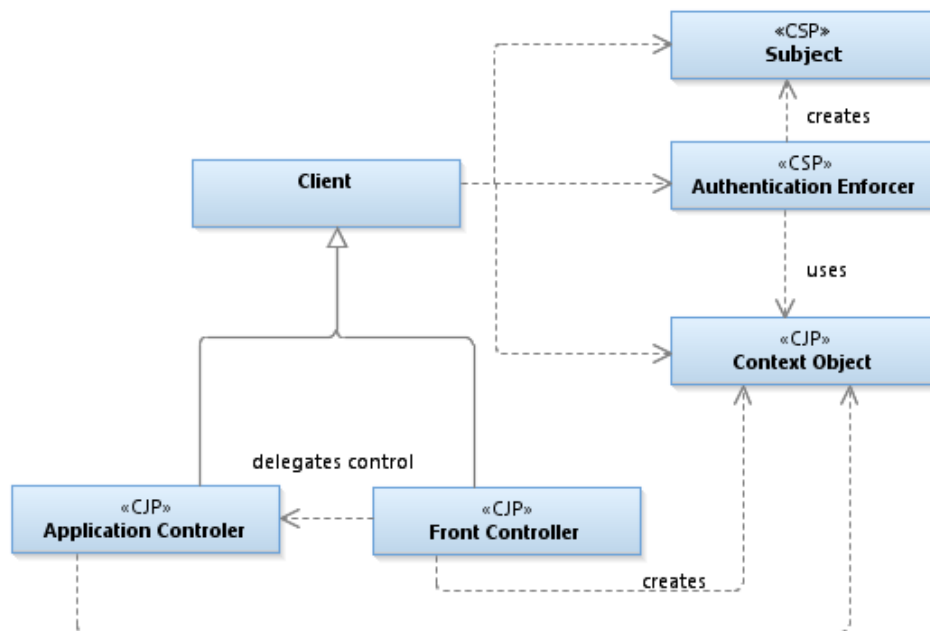 «CSP»
Subject
creates
Client
«CSP»
Authentication Enforcer
uses
«CJP»
Context Object
delegates control
«CJP»
Application Controler
«CJP»
Front Controller
creates